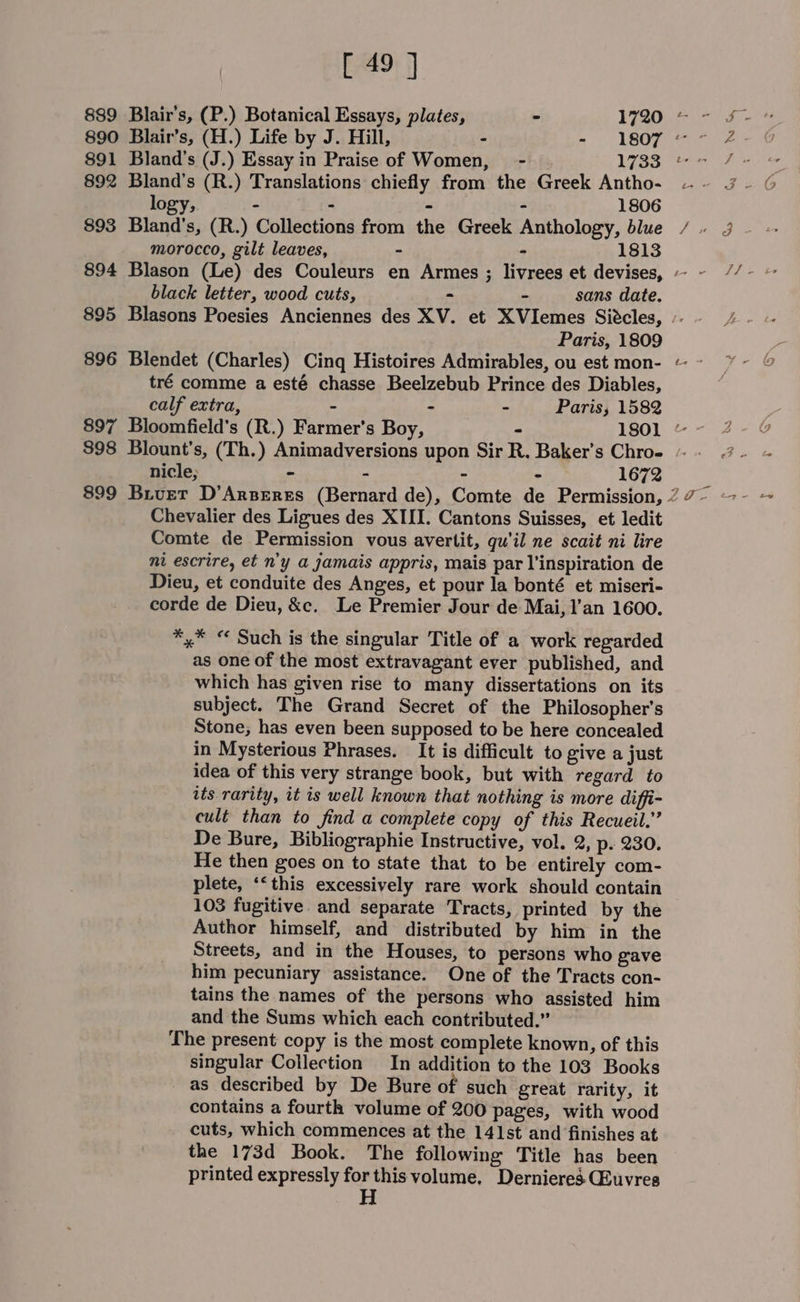 [ 49 ]
889 Blair's, (P.) Botanical Essays, plates, - 1720 - - 5 - -
890 Blair's, (H.) Life by J. Hill, - - 1807 - - 2 - 6
891 Bland's (J.) Essay in Praise of Women, - 1733 - - 1 - -
892 Bland's (R.) Translations chiefly from the Greek Antho- - - 3 - 6
logy, - - - - 1806
893 Bland's, (R.) Collections from the Greek Anthology, blue 1 - 3 - -
morocco, gilt leaves, - - 1813
894 Blason (Le) des Couleurs en Armes ; livrees et devises, - - 11 - -
black letter, wood cuts, - - sans date.
895 Blasons Poesies Anciennes des XV. et XVIemes Siècles, - -
Paris, 1809
896 Blendet (Charles) Cinq Histoires Admirables, ou est mon- - - 7 - 6
tré comme a esté chasse Beelzebub Prince des Diables,
calf extra, - - - Paris, 1582
897 Bloomfield's (R.) Farmer's Boy, - 1801 - - 2 - 6
898 Blount's, (Th.) Animadversions upon Sir R. Baker's Chro- - - 3 - -
nicle, - - - - 1672
899 BLUET D'ARBERES (Bernard de), Comte de Permission, 20 - - -
Chevalier des Ligues des XIII. Cantons Suisses, et ledit
Comte de Permission vous avertit, qu'il ne scait ni lire
ni escrire, et n'y a jamais appris, mais par l'inspiration de
Dieu, et conduite des Anges, et pour la bonté et miseri-
corde de Dieu, &c. Le Premier Jour de Mai, l'an 1600.
*** “ Such is the singular Title of a work regarded
as one of the most extravagant ever published, and
which has given rise to many dissertations on its
subject. The Grand Secret of the Philosopher's
Stone, has even been supposed to be here concealed
in Mysterious Phrases. It is difficult to give a just
idea of this very strange book, but with regard to
its rarity, it is well known that nothing is more diffi-
cult than to find a complete copy of this Recueil.”
De Bure, Bibliographie Instructive, vol. 2, p. 230.
He then goes on to state that to be entirely com-
plete, “this excessively rare work should contain
103 fugitive and separate Tracts, printed by the
Author himself, and distributed by him in the
Streets, and in the Houses, to persons who gave
him pecuniary assistance. One of the Tracts con-
tains the names of the persons who assisted him
and the Sums which each contributed.”
The present copy is the most complete known, of this
singular Collection In addition to the 103 Books
as described by De Bure of such great rarity, it
contains a fourth volume of 200 pages, with wood
cuts, which commences at the 141st and finishes at
the 173d Book. The following Title has been
printed expressly for this volume. Dernieres Œuvres
H